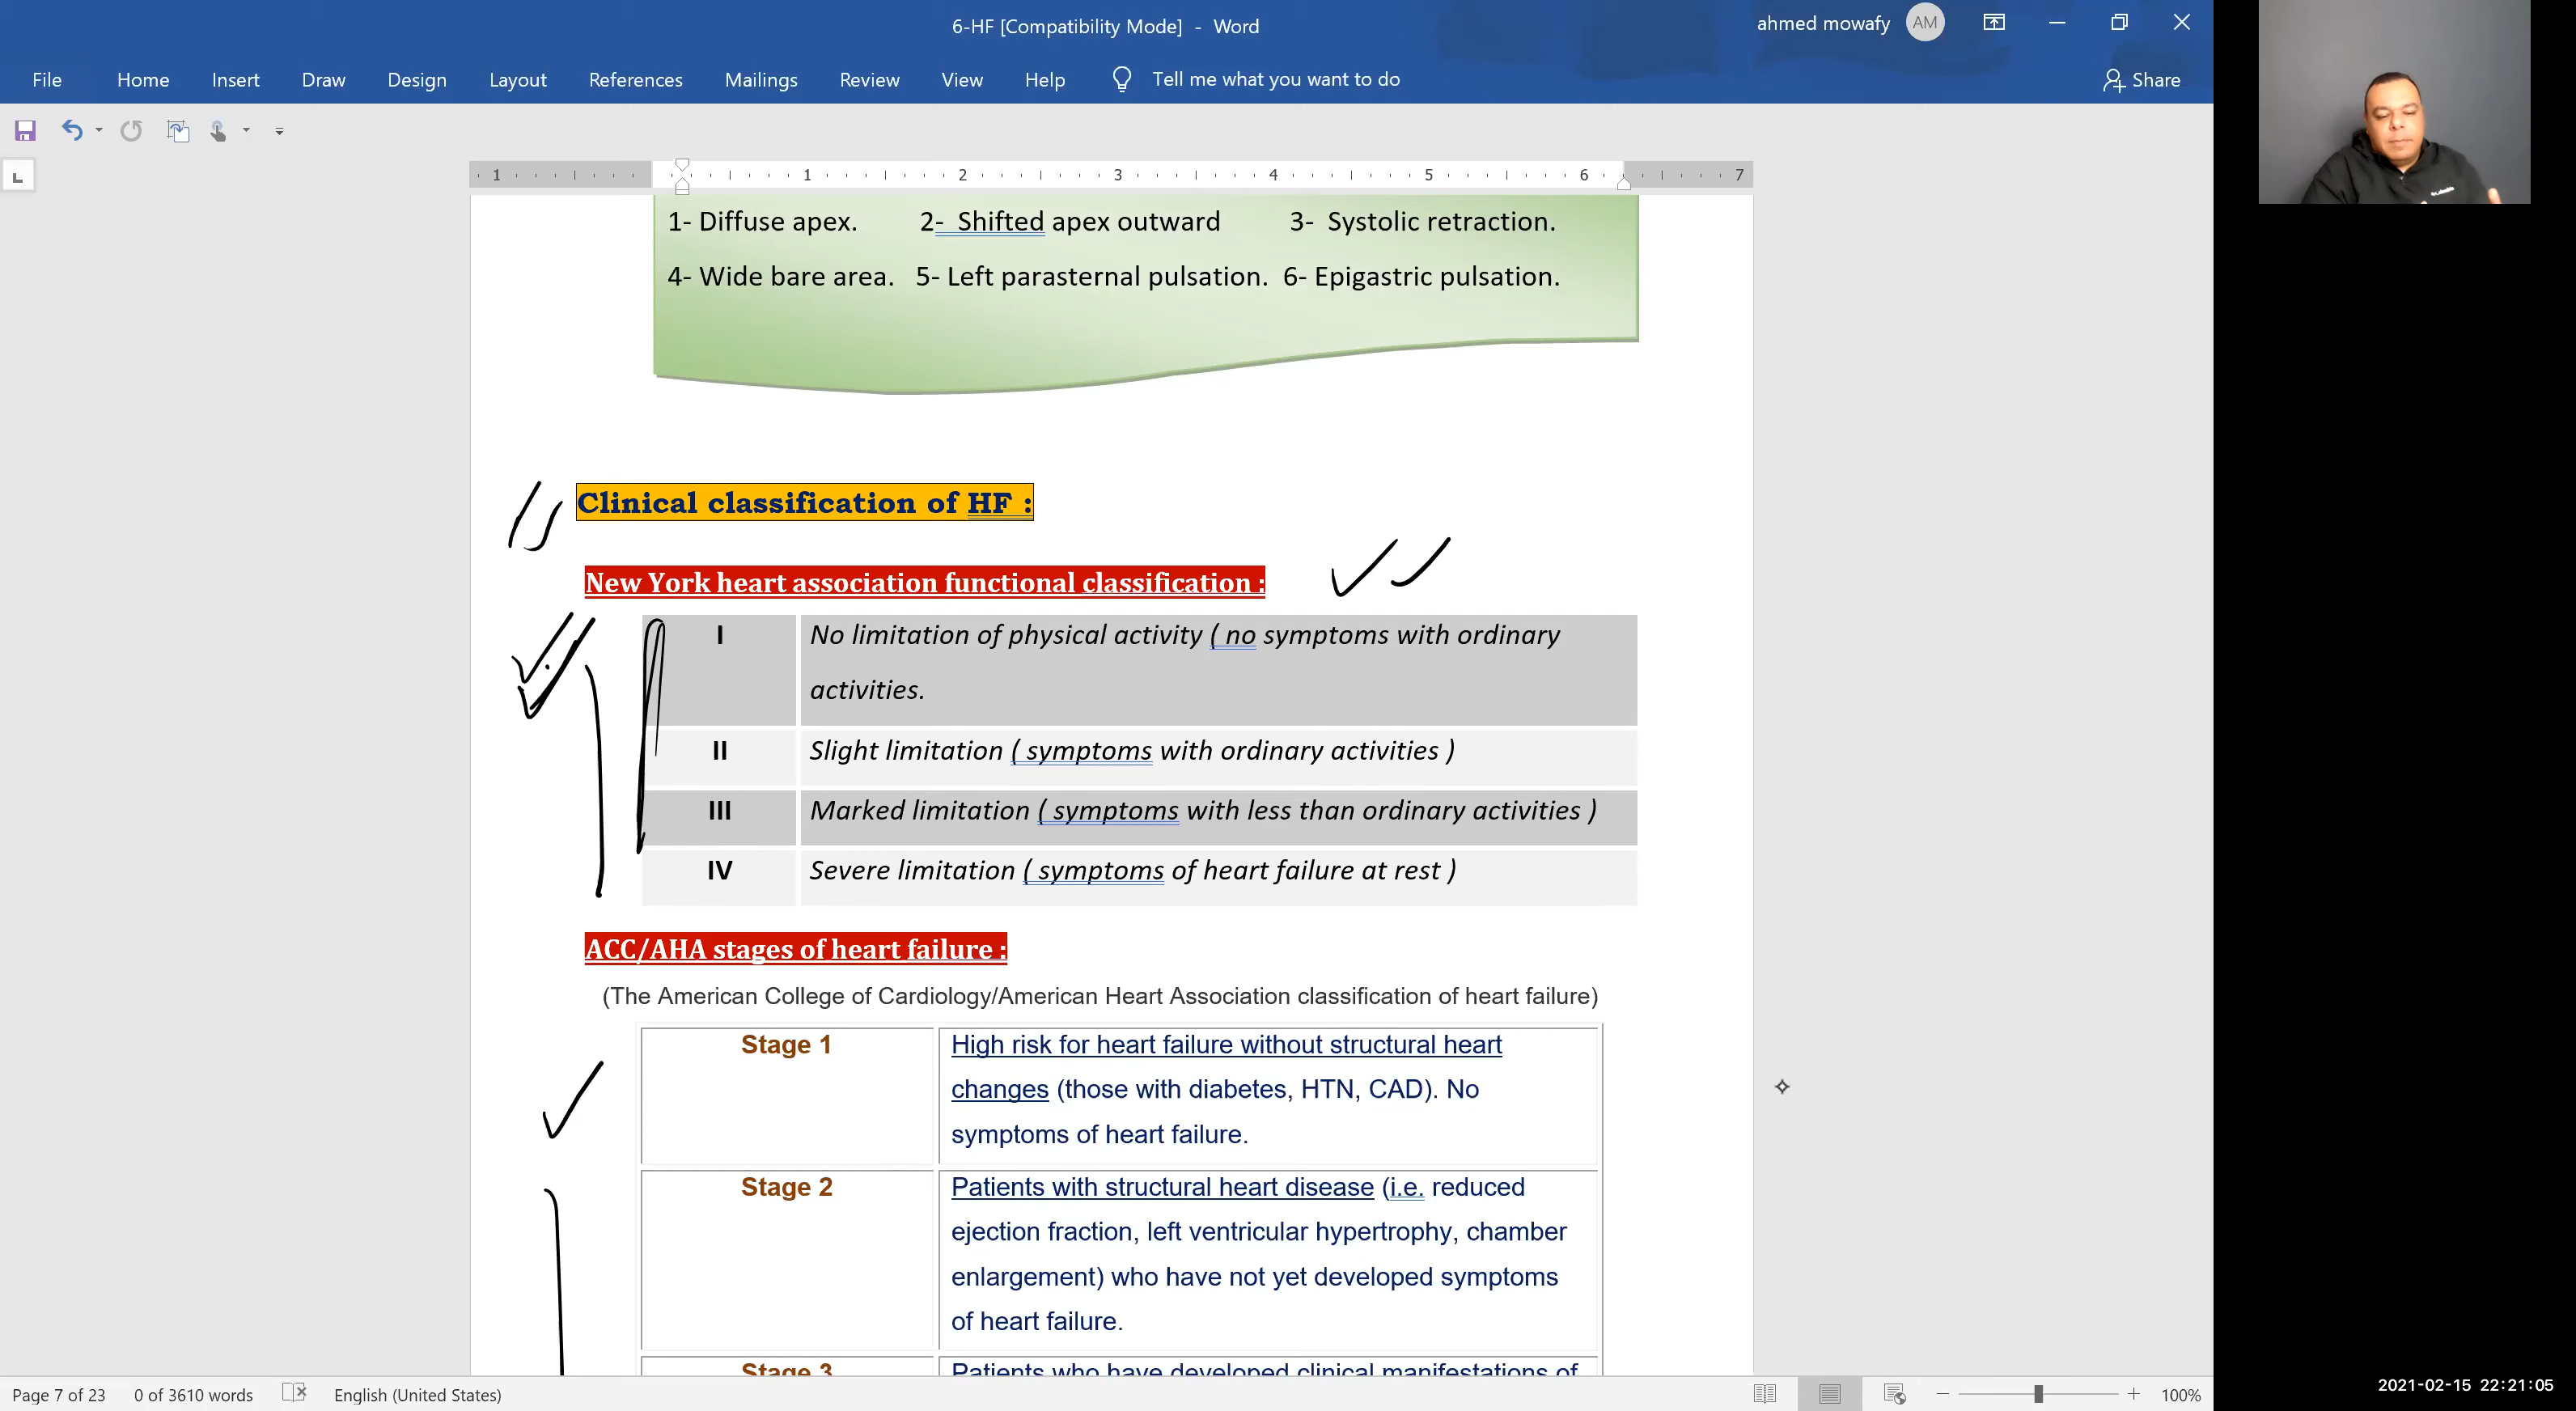 6-HF [Compatibility Mode] - Word
ahmed mowafy AM
File Home Insert Draw Design Layout References Mailings Review View Help Tell me what you want to do Share
1 1 2 3 4 5 6 7
1- Diffuse apex. 2- Shifted apex outward 3- Systolic retraction.
4- Wide bare area. 5- Left parasternal pulsation. 6- Epigastric pulsation.
Clinical classification of HF :
New York heart association functional classification :
I No limitation of physical activity ( no symptoms with ordinary
activities.
II Slight limitation ( symptoms with ordinary activities )
III Marked limitation ( symptoms with less than ordinary activities )
IV Severe limitation ( symptoms of heart failure at rest )
ACC/AHA stages of heart failure :
(The American College of Cardiology/American Heart Association classification of heart failure)
Stage 1 High risk for heart failure without structural heart
changes (those with diabetes, HTN, CAD). No
symptoms of heart failure.
Stage 2 Patients with structural heart disease (i.e. reduced
ejection fraction, left ventricular hypertrophy, chamber
enlargement) who have not yet developed symptoms
of heart failure.
Stage 3 Patients who have developed clinical manifestations of
Page 7 of 23 0 of 3610 words English (United States) 100%
2021-02-15 22:21:05